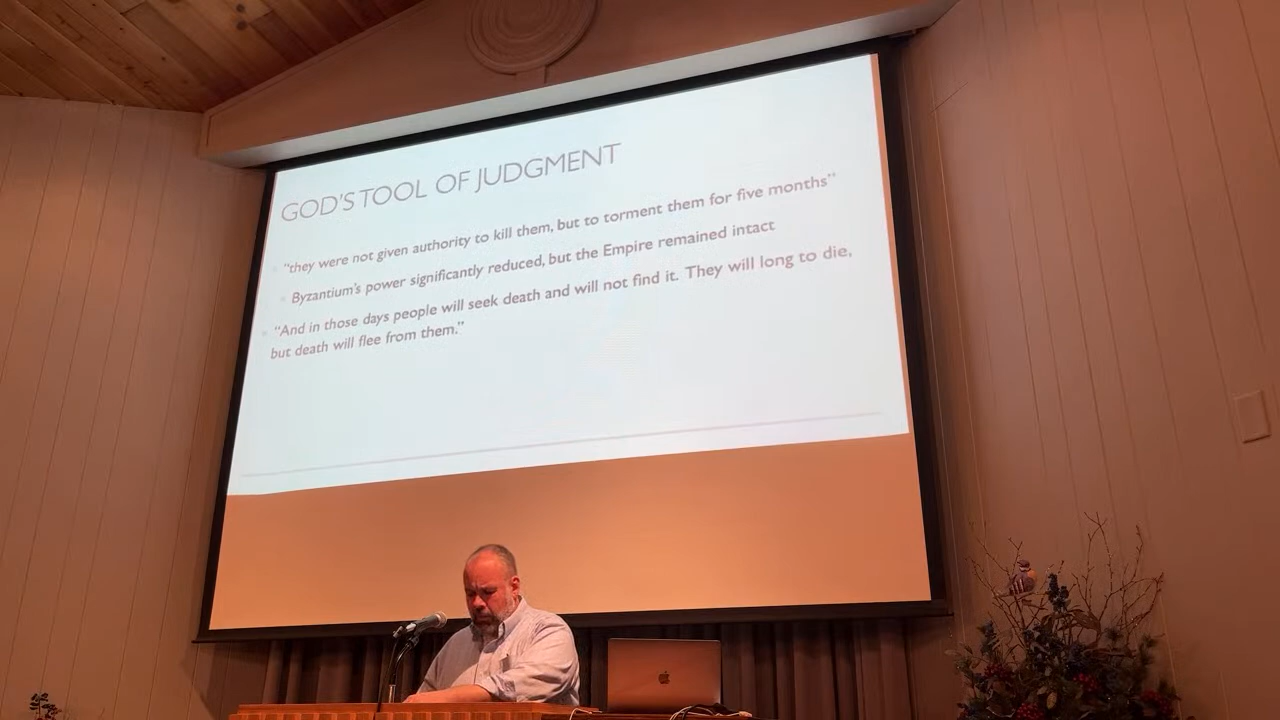 GOD'S TOOL OF JUDGMENT
"they were not given authority to kill them, but to torment them for five months"
Byzantium's power significantly reduced, but the Empire remained intact
"And in those days people will seek death and will not find it. They will long to die,
but death will flee from them."